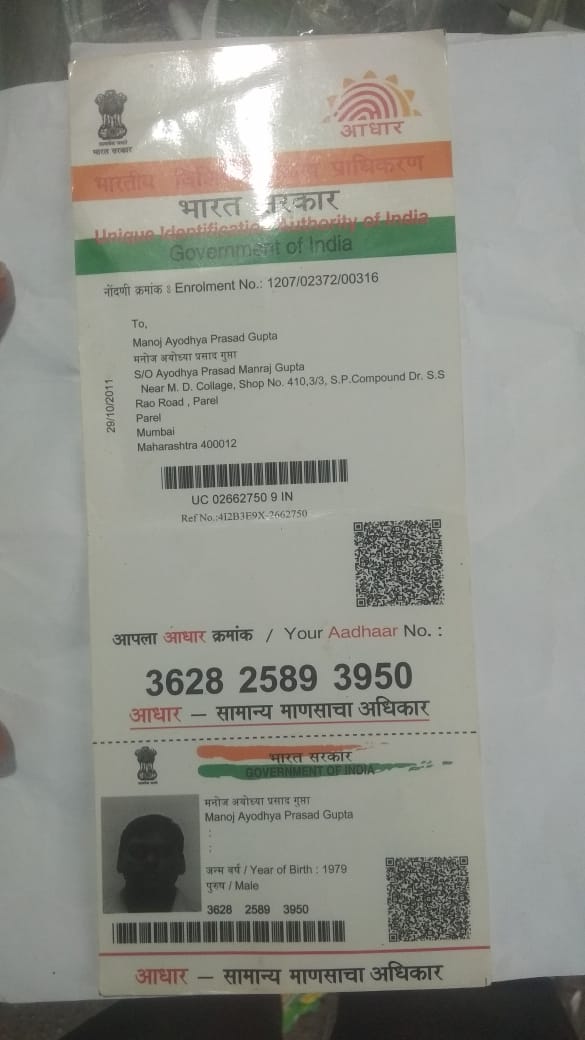 सत्यमेव जयते
भारत सरकार
आधार
भारतीय प्राधिकरण
भारत सरकार
Unique Identification Authority of India
Government of India
नोंदणी क्रमांक : Enrolment No.: 1207/02372/00316
29/10/2011
To,
Manoj Ayodhya Prasad Gupta
मनोज अयोध्या प्रसाद गुप्ता
S/O Ayodhya Prasad Manraj Gupta
Near M. D. Collage, Shop No. 410,3/3, S.P.Compound Dr. S.S
Rao Road , Parel
Parel
Mumbai
Maharashtra 400012
UC 02662750 9 IN
Ref No.:4I2B3E9X-2662750
आपला आधार क्रमांक / Your Aadhaar No. :
3628 2589 3950
आधार – सामान्य माणसाचा अधिकार
भारत सरकार
GOVERNMENT OF INDIA
मनोज अयोध्या प्रसाद गुप्ता
Manoj Ayodhya Prasad Gupta
:
:
जन्म वर्ष / Year of Birth : 1979
पुरुष / Male
3628 2589 3950
आधार – सामान्य माणसाचा अधिकार